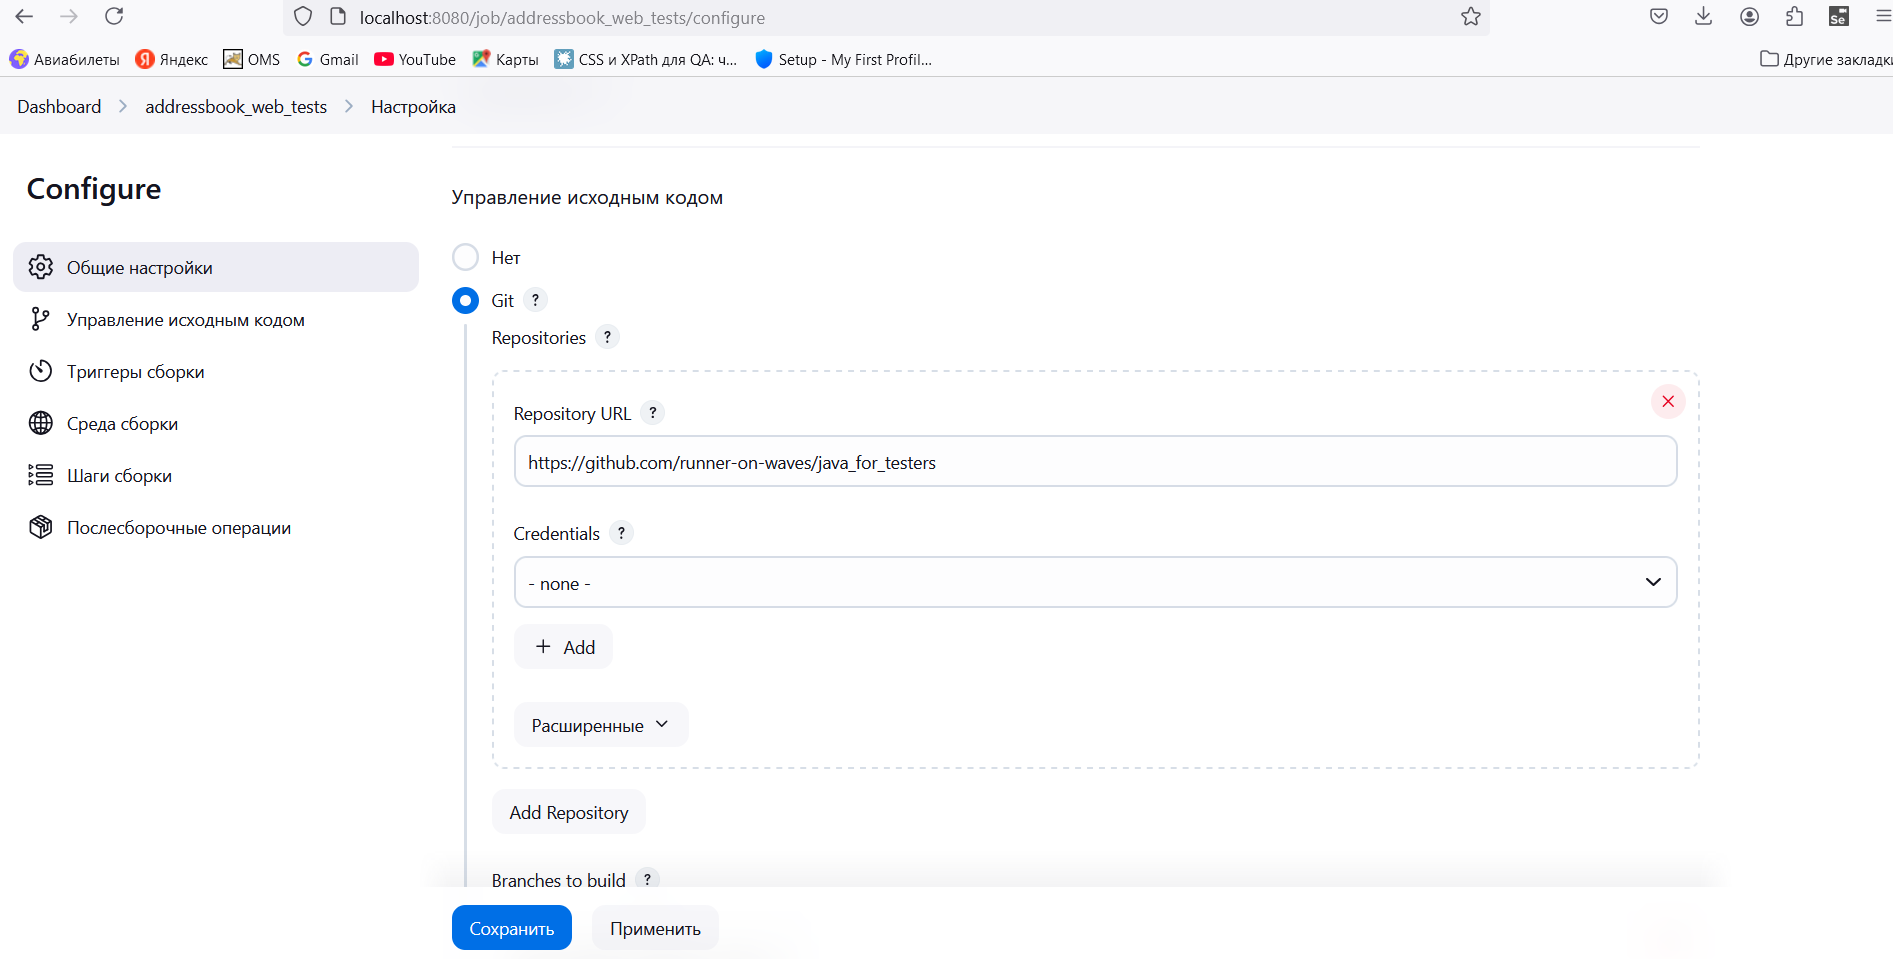 localhost:8080/job/addressbook_web_tests/configure
Se
Авиабилеты Яндекс OMS Gmail YouTube Карты CSS и XPath для QA: ч... Setup - My First Profil... Другие закладки
Dashboard addressbook_web_tests Настройка
Configure
Общие настройки
Управление исходным кодом
Триггеры сборки
Среда сборки
Шаги сборки
Послесборочные операции
Управление исходным кодом
Нет
Git ?
Repositories ?
Repository URL ?
https://github.com/runner-on-waves/java_for_testers
Credentials ?
- none -
+ Add
Расширенные
Add Repository
Branches to build ?
Сохранить Применить